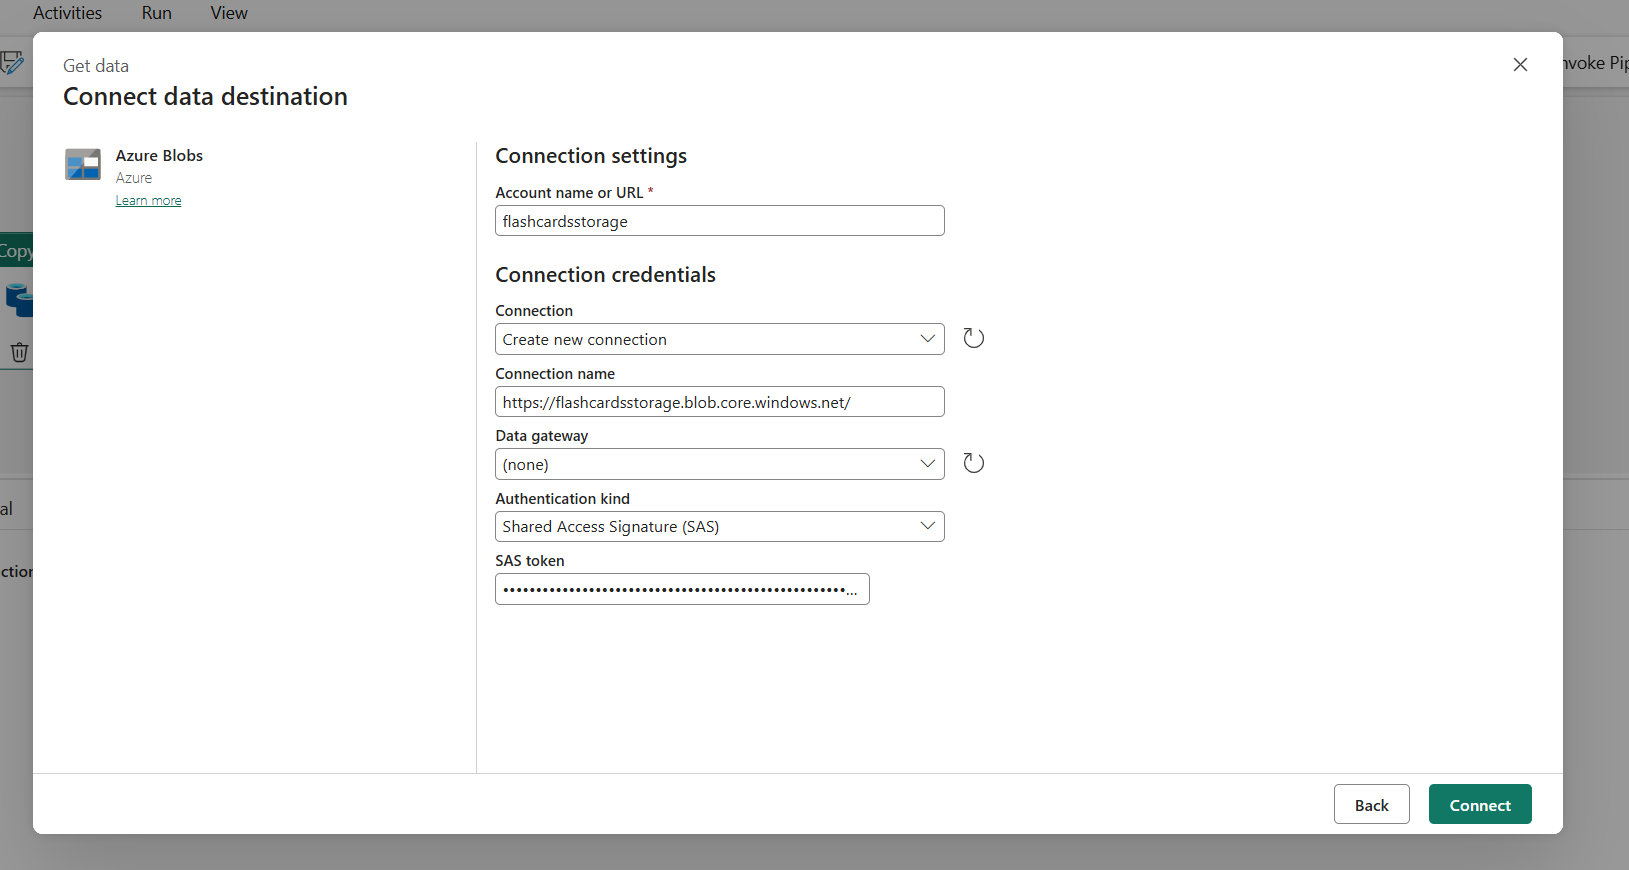 Activities Run View
Get data
Connect data destination
nvoke Pip
Azure Blobs
Azure
Learn more
Connection settings
Account name or URL *
flashcardsstorage
Copy
Connection credentials
Connection
Create new connection
Connection name
https://flashcardsstorage.blob.core.windows.net/
Data gateway
(none)
Authentication kind
al
Shared Access Signature (SAS)
SAS token
ction
••••••••••••••••••••••••••••••••••••••••••••••••••••...
Back
Connect